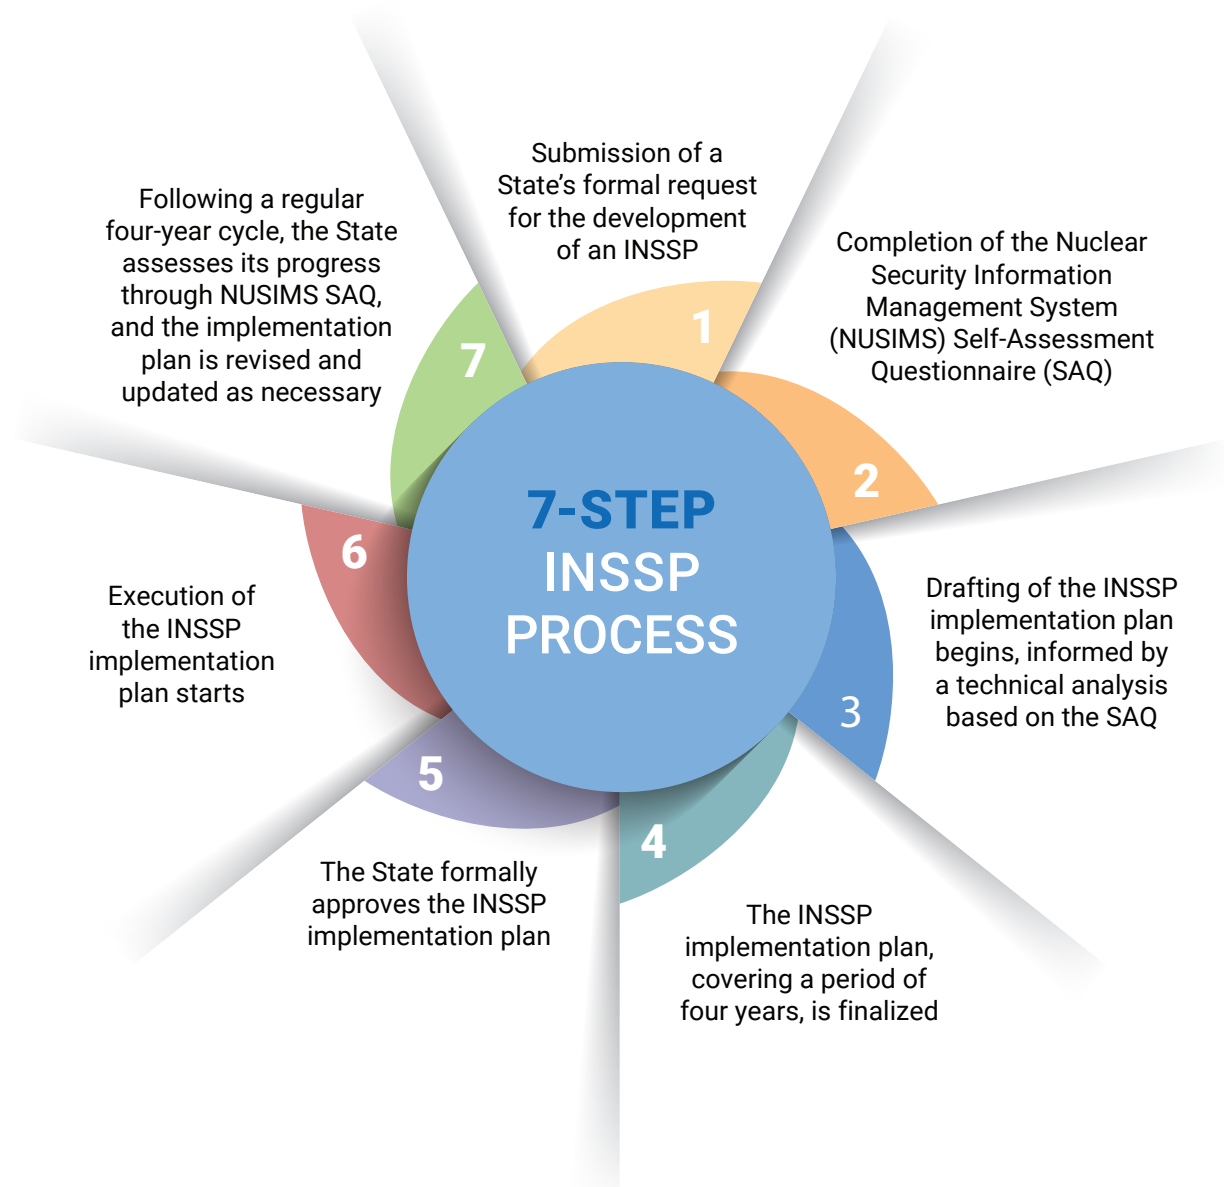 7-STEP
INSSP
PROCESS
1
Submission of a
State’s formal request
for the development
of an INSSP
2
Completion of the Nuclear
Security Information
Management System
(NUSIMS) Self-Assessment
Questionnaire (SAQ)
3
Drafting of the INSSP
implementation plan
begins, informed by
a technical analysis
based on the SAQ
4
The INSSP
implementation plan,
covering a period of
four years, is finalized
5
The State formally
approves the INSSP
implementation plan
6
Execution of
the INSSP
implementation
plan starts
7
Following a regular
four-year cycle, the State
assesses its progress
through NUSIMS SAQ,
and the implementation
plan is revised and
updated as necessary